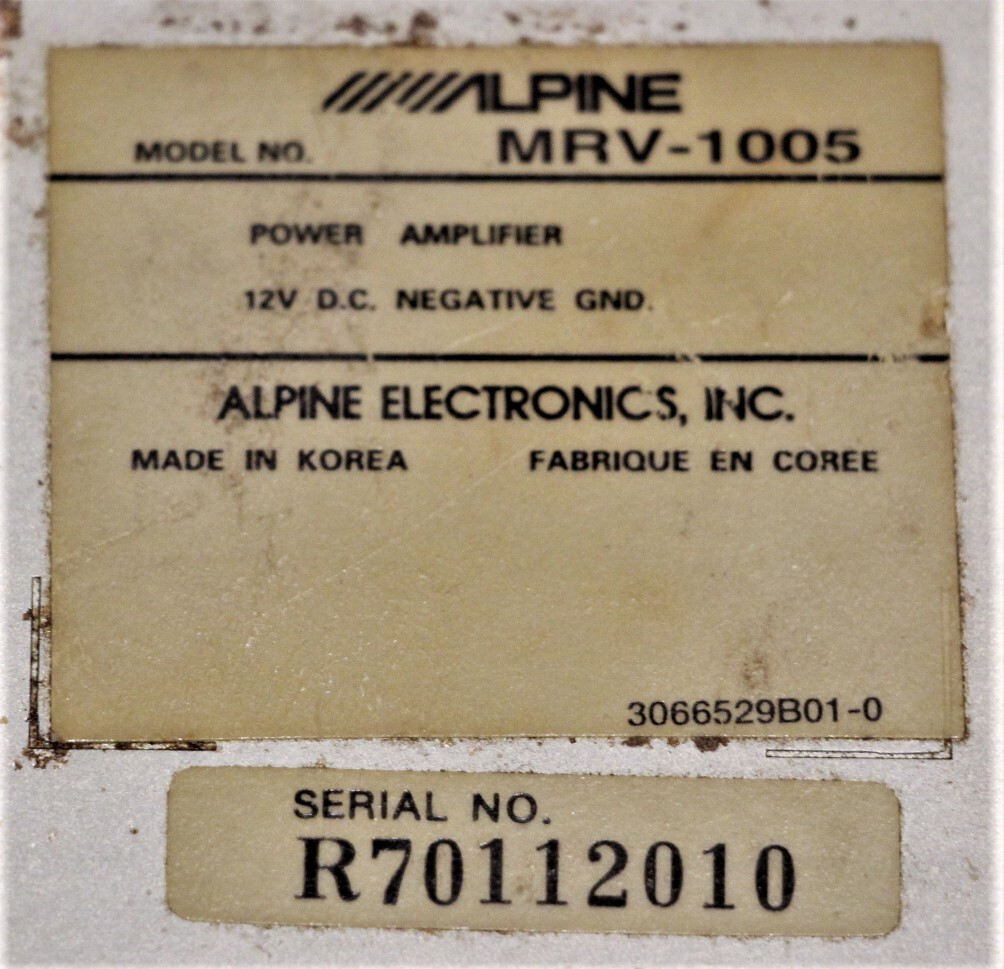 ALPINE
MODEL NO. MRV-1005
POWER AMPLIFIER
12V D.C. NEGATIVE GND.
ALPINE ELECTRONICS, INC.
MADE IN KOREA FABRIQUE EN COREE
3066529B01-0
SERIAL NO.
R70112010